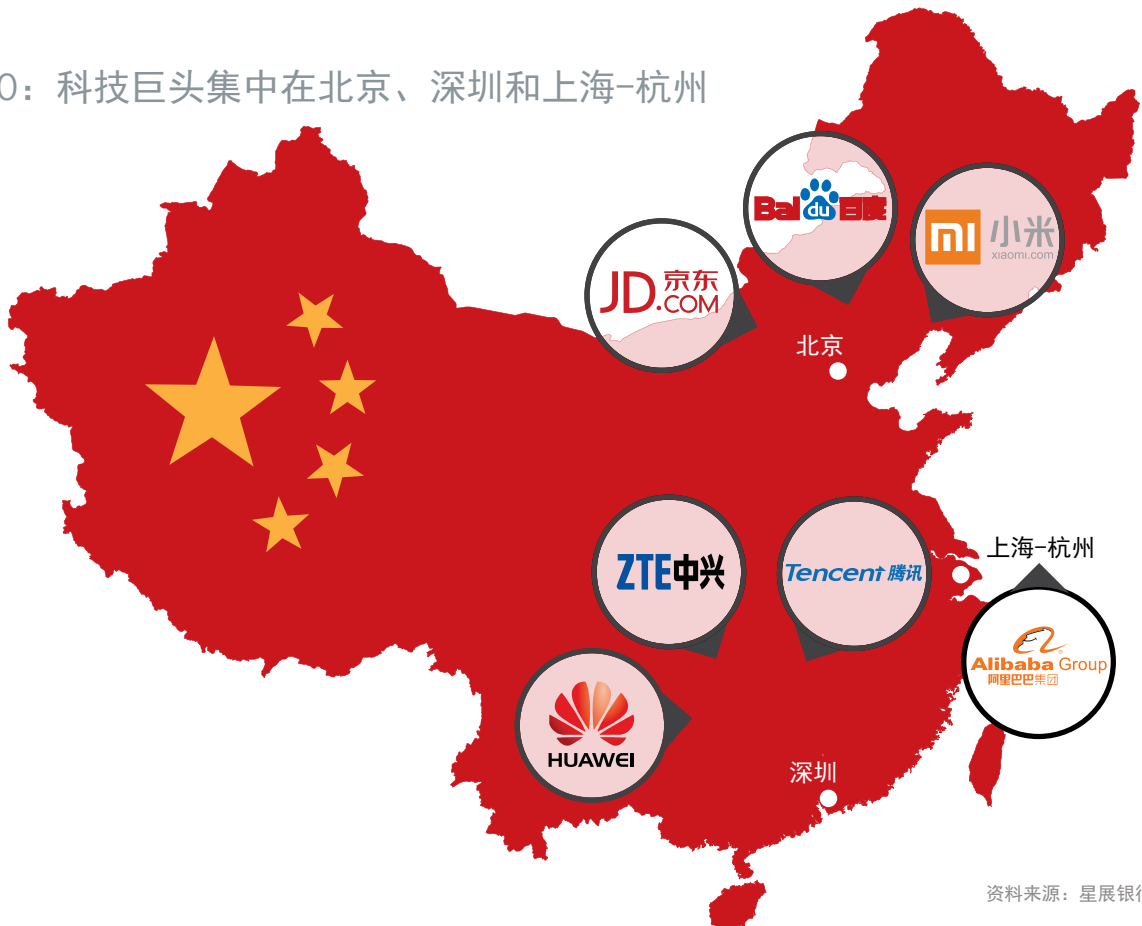 0：科技巨头集中在北京、深圳和上海-杭州
Bai du 百度
mi 小米
xiaomi.com
JD 京东
.COM
北京
上海-杭州
ZTE中兴
Tencent 腾讯
Alibaba Group
阿里巴巴集团
HUAWEI
深圳
资料来源：星展银行